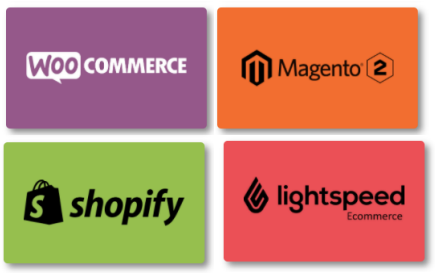 WOO COMMERCE
Magento 2
shopify
lightspeed
Ecommerce